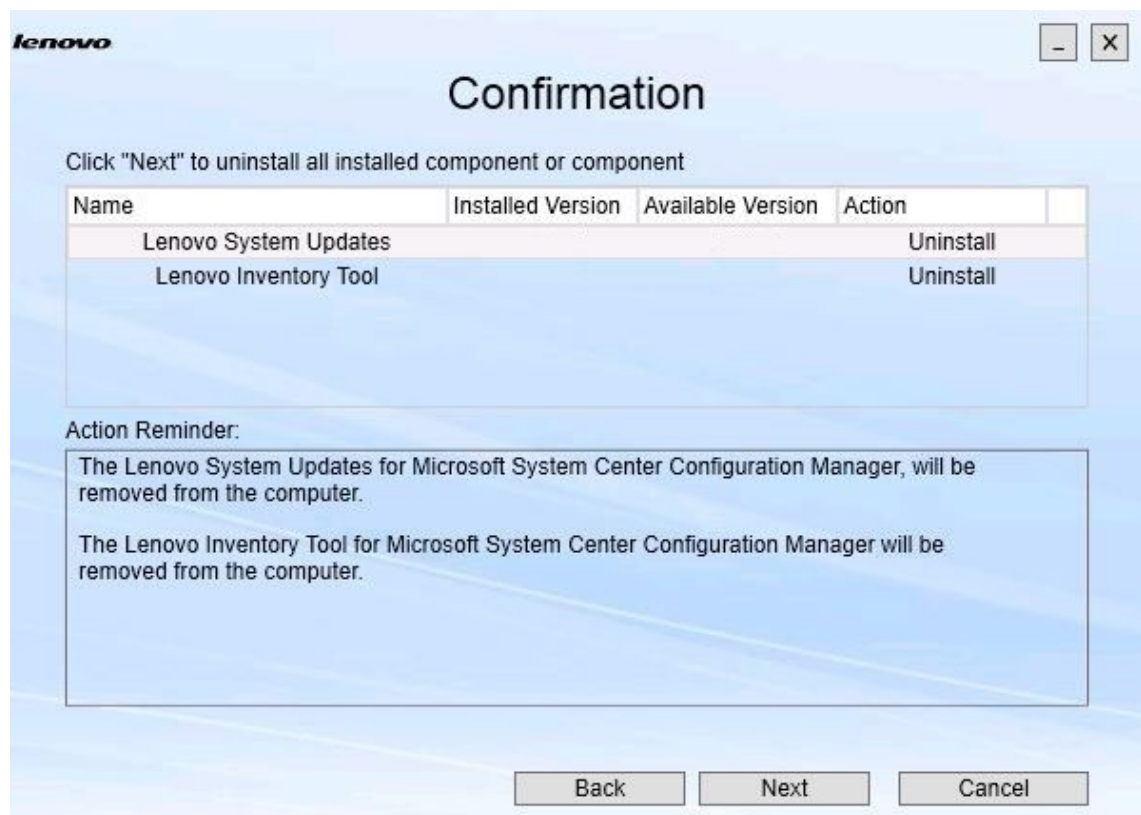 lenovo
_ X
Confirmation
Click "Next" to uninstall all installed component or component
Name Installed Version Available Version Action
Lenovo System Updates Uninstall
Lenovo Inventory Tool Uninstall
Action Reminder:
The Lenovo System Updates for Microsoft System Center Configuration Manager, will be
removed from the computer.
The Lenovo Inventory Tool for Microsoft System Center Configuration Manager will be
removed from the computer.
Back Next Cancel